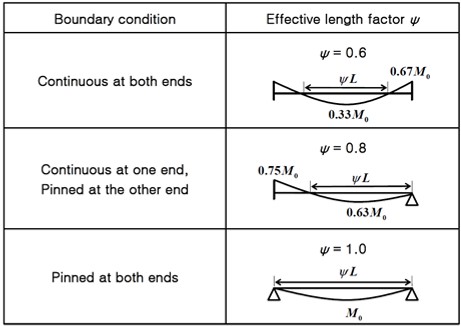 Boundary condition
Effective length factor ψ
Continuous at both ends
ψ = 0.6
0.67M₀
ψL
0.33M₀
Continuous at one end,
Pinned at the other end
ψ = 0.8
0.75M₀
ψL
0.63M₀
Pinned at both ends
ψ = 1.0
ψL
M₀